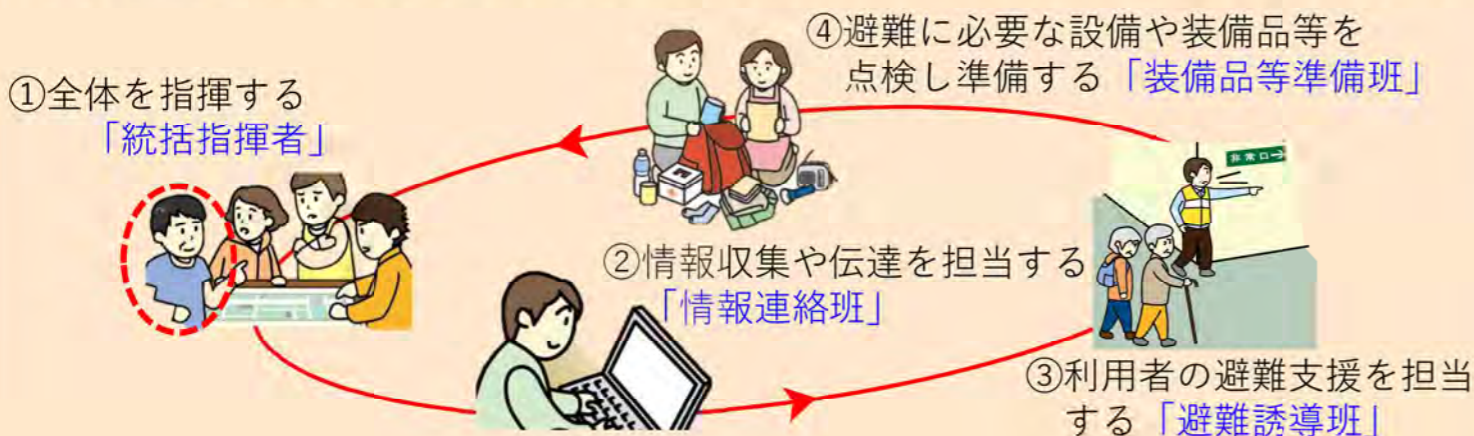 ①全体を指揮する
「統括指揮者」
②情報収集や伝達を担当する
「情報連絡班」
③利用者の避難支援を担当
する「避難誘導班」
④避難に必要な設備や装備品等を
点検し準備する「装備品等準備班」
非常口→